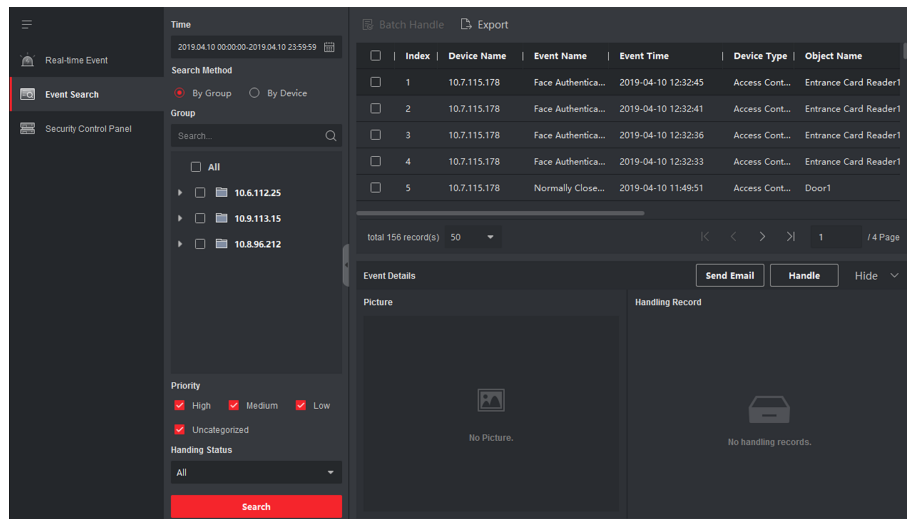 Real-time Event
Event Search
Security Control Panel
Time
2019.04.10 00:00:00-2019.04.10 23:59:59
Search Method
By Group By Device
Group
Search...
All
10.6.112.25
10.9.113.15
10.8.96.212
Priority
High Medium Low
Uncategorized
Handing Status
All
Search
Batch Handle Export
Index | Device Name | Event Name | Event Time | Device Type | Object Name
1 10.7.115.178 Face Authentica... 2019-04-10 12:32:45 Access Cont... Entrance Card Reader1
2 10.7.115.178 Face Authentica... 2019-04-10 12:32:41 Access Cont... Entrance Card Reader1
3 10.7.115.178 Face Authentica... 2019-04-10 12:32:36 Access Cont... Entrance Card Reader1
4 10.7.115.178 Face Authentica... 2019-04-10 12:32:33 Access Cont... Entrance Card Reader1
5 10.7.115.178 Normally Close... 2019-04-10 11:49:51 Access Cont... Door1
total 156 record(s) 50 1 / 4 Page
Event Details Send Email Handle Hide
Picture
No Picture.
Handling Record
No handling records.